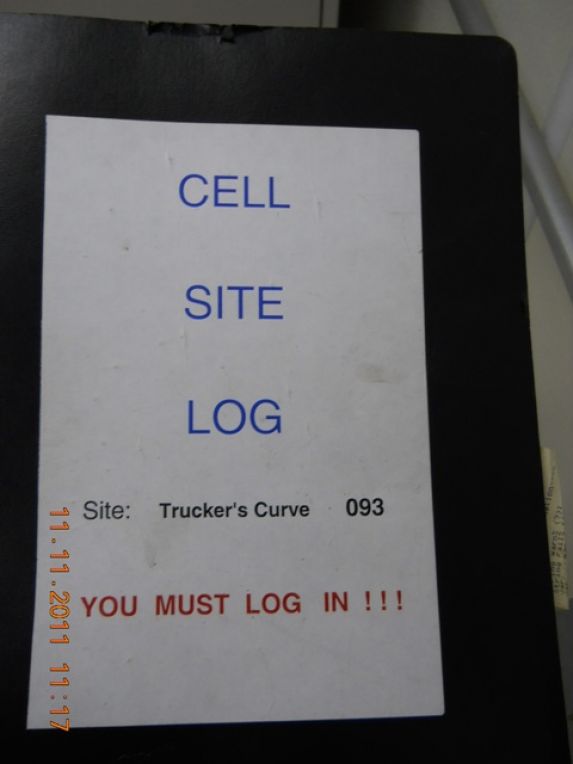 CELL
SITE
LOG
Site: Trucker's Curve 093
YOU MUST LOG IN !!!
11.11.2011 11:17